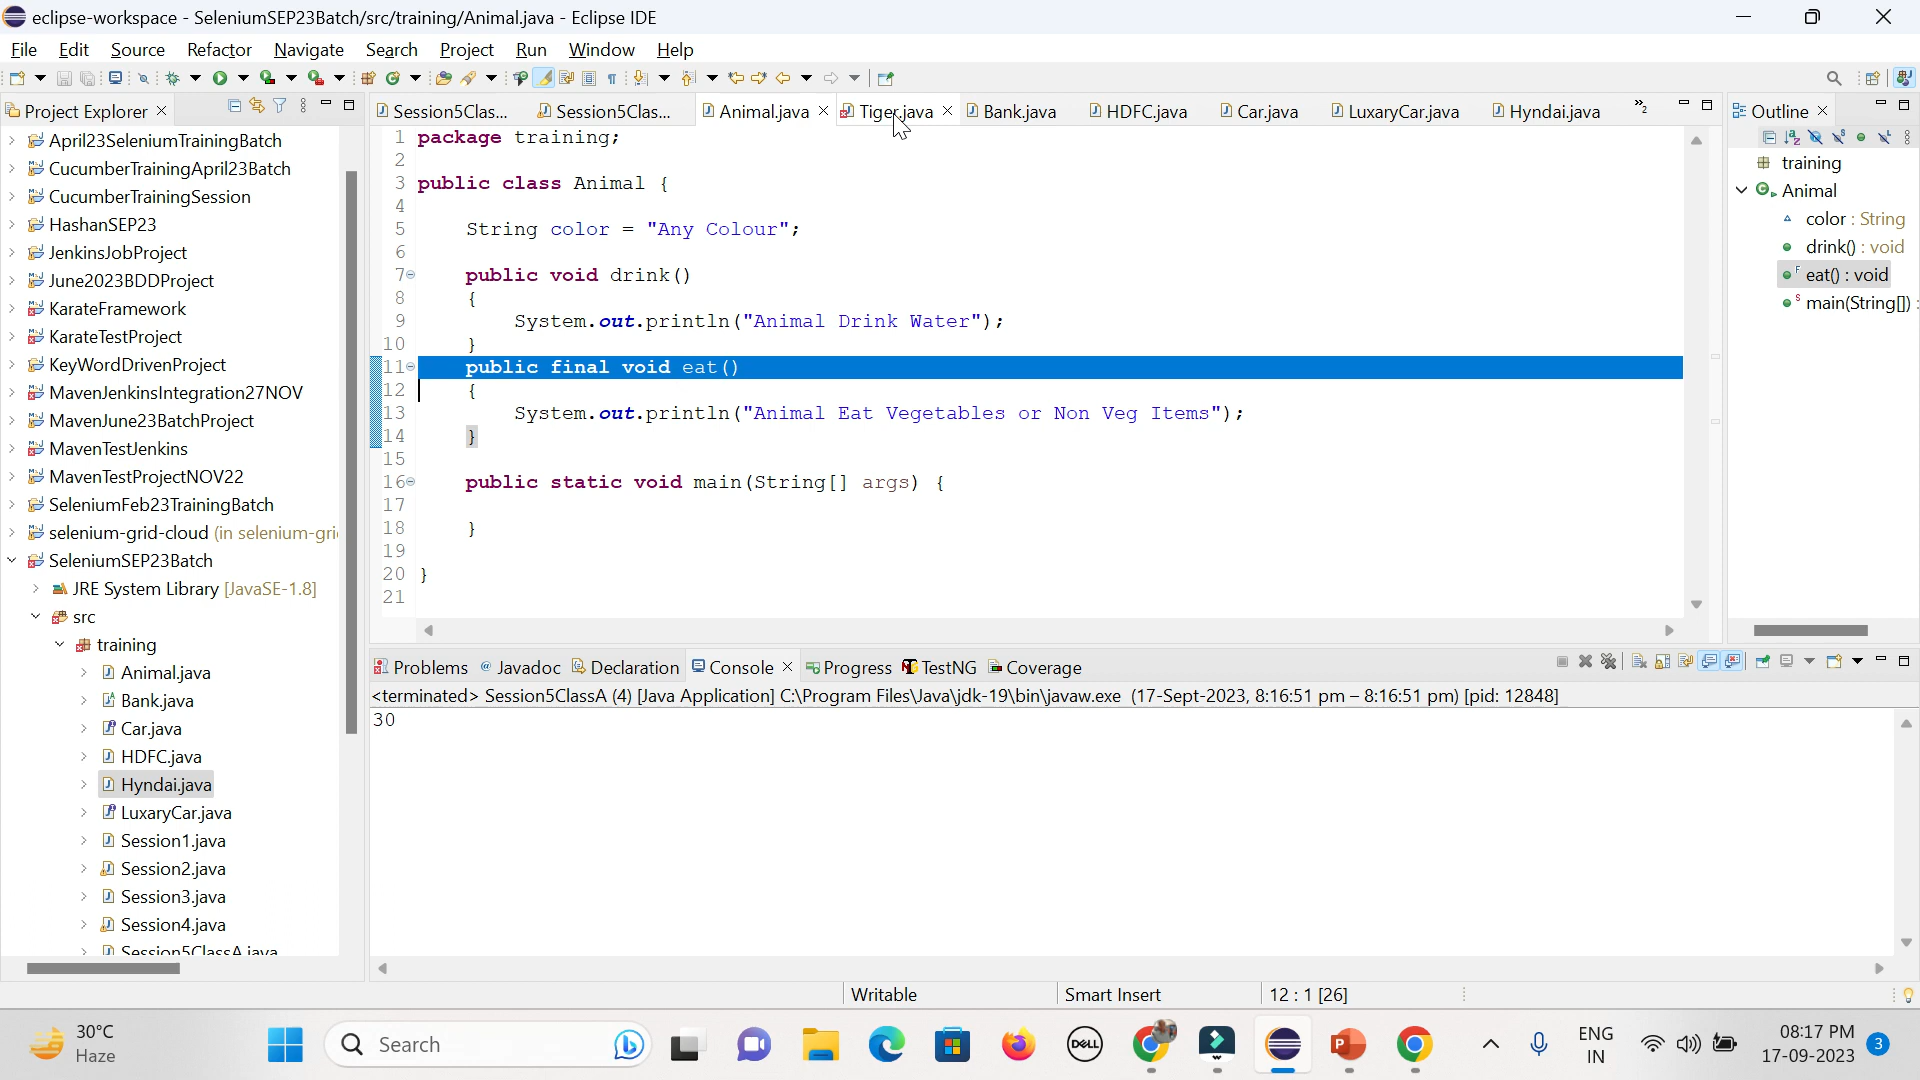 eclipse-workspace - SeleniumSEP23Batch/src/training/Animal.java - Eclipse IDE
File Edit Source Refactor Navigate Search Project Run Window Help
Project Explorer
Session5Clas... Session5Clas... Animal.java Tiger.java Bank.java HDFC.java Car.java LuxaryCar.java Hyndai.java »2
Outline
April23SeleniumTrainingBatch
CucumberTrainingApril23Batch
CucumberTrainingSession
HashanSEP23
JenkinsJobProject
June2023BDDProject
KarateFramework
KarateTestProject
KeyWordDrivenProject
MavenJenkinsIntegration27NOV
MavenJune23BatchProject
MavenTestJenkins
MavenTestProjectNOV22
SeleniumFeb23TrainingBatch
selenium-grid-cloud (in selenium-gri
SeleniumSEP23Batch
JRE System Library [JavaSE-1.8]
src
training
Animal.java
Bank.java
Car.java
HDFC.java
Hyndai.java
LuxaryCar.java
Session1.java
Session2.java
Session3.java
Session4.java
Session5ClassA.java
1 package training;
2
3 public class Animal {
4
5 String color = "Any Colour";
6
7 public void drink()
8 {
9 System.out.println("Animal Drink Water");
10 }
11 public final void eat()
12 {
13 System.out.println("Animal Eat Vegetables or Non Veg Items");
14 }
15
16 public static void main(String[] args) {
17
18 }
19
20 }
21
training
Animal
color : String
drink() : void
eat() : void
main(String[]) :
Problems @ Javadoc Declaration Console Progress TestNG Coverage
<terminated> Session5ClassA (4) [Java Application] C:\Program Files\Java\jdk-19\bin\javaw.exe (17-Sept-2023, 8:16:51 pm – 8:16:51 pm) [pid: 12848]
30
Writable Smart Insert 12 : 1 [26]
30°C
Haze
Search
DELL
ENG
IN
08:17 PM
17-09-2023
3